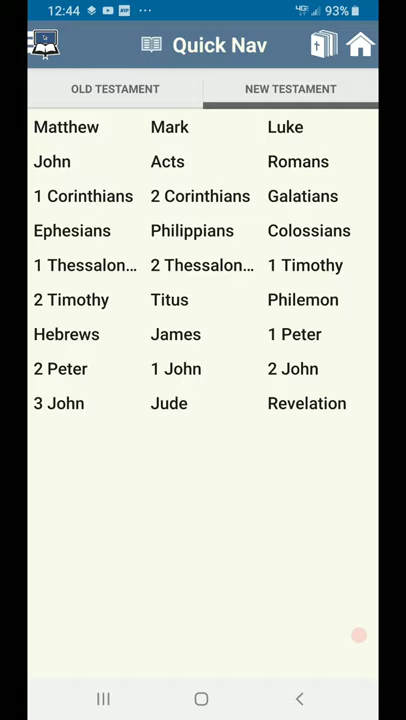 12:44 93%
Quick Nav
OLD TESTAMENT NEW TESTAMENT
Matthew Mark Luke
John Acts Romans
1 Corinthians 2 Corinthians Galatians
Ephesians Philippians Colossians
1 Thessalon... 2 Thessalon... 1 Timothy
2 Timothy Titus Philemon
Hebrews James 1 Peter
2 Peter 1 John 2 John
3 John Jude Revelation